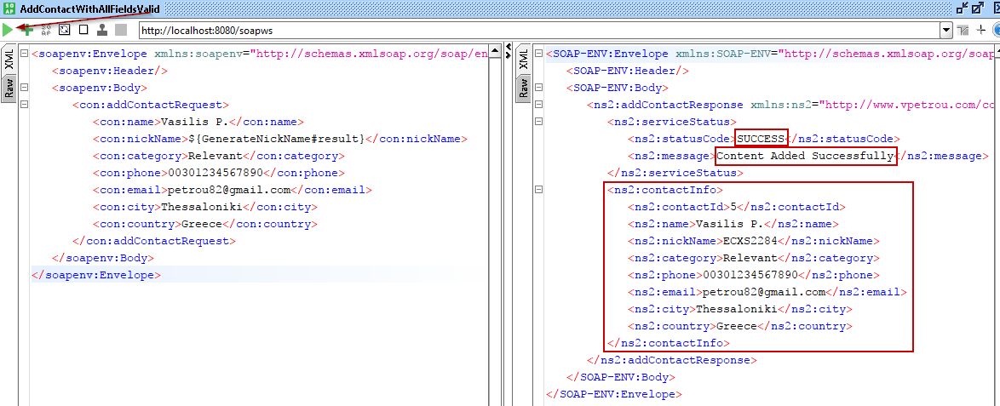 SOAP AddContactWithAllFieldsValid
SOAP
http://localhost:8080/soapws
XML
Raw
<soapenv:Envelope xmlns:soapenv="http://schemas.xmlsoap.org/soap/en
<soapenv:Header/>
<soapenv:Body>
<con:addContactRequest>
<con:name>Vasilis P.</con:name>
<con:nickName>${GenerateNickName#result}</con:nickName>
<con:category>Relevant</con:category>
<con:phone>00301234567890</con:phone>
<con:email>petrou82@gmail.com</con:email>
<con:city>Thessaloniki</con:city>
<con:country>Greece</con:country>
</con:addContactRequest>
</soapenv:Body>
</soapenv:Envelope>
XML
Raw
<SOAP-ENV:Envelope xmlns:SOAP-ENV="http://schemas.xmlsoap.org/soap
<SOAP-ENV:Header/>
<SOAP-ENV:Body>
<ns2:addContactResponse xmlns:ns2="http://www.vpetrou.com/co
<ns2:serviceStatus>
<ns2:statusCode>SUCCESS</ns2:statusCode>
<ns2:message>Content Added Successfully</ns2:message>
</ns2:serviceStatus>
<ns2:contactInfo>
<ns2:contactId>5</ns2:contactId>
<ns2:name>Vasilis P.</ns2:name>
<ns2:nickName>ECXS2284</ns2:nickName>
<ns2:category>Relevant</ns2:category>
<ns2:phone>00301234567890</ns2:phone>
<ns2:email>petrou82@gmail.com</ns2:email>
<ns2:city>Thessaloniki</ns2:city>
<ns2:country>Greece</ns2:country>
</ns2:contactInfo>
</ns2:addContactResponse>
</SOAP-ENV:Body>
</SOAP-ENV:Envelope>